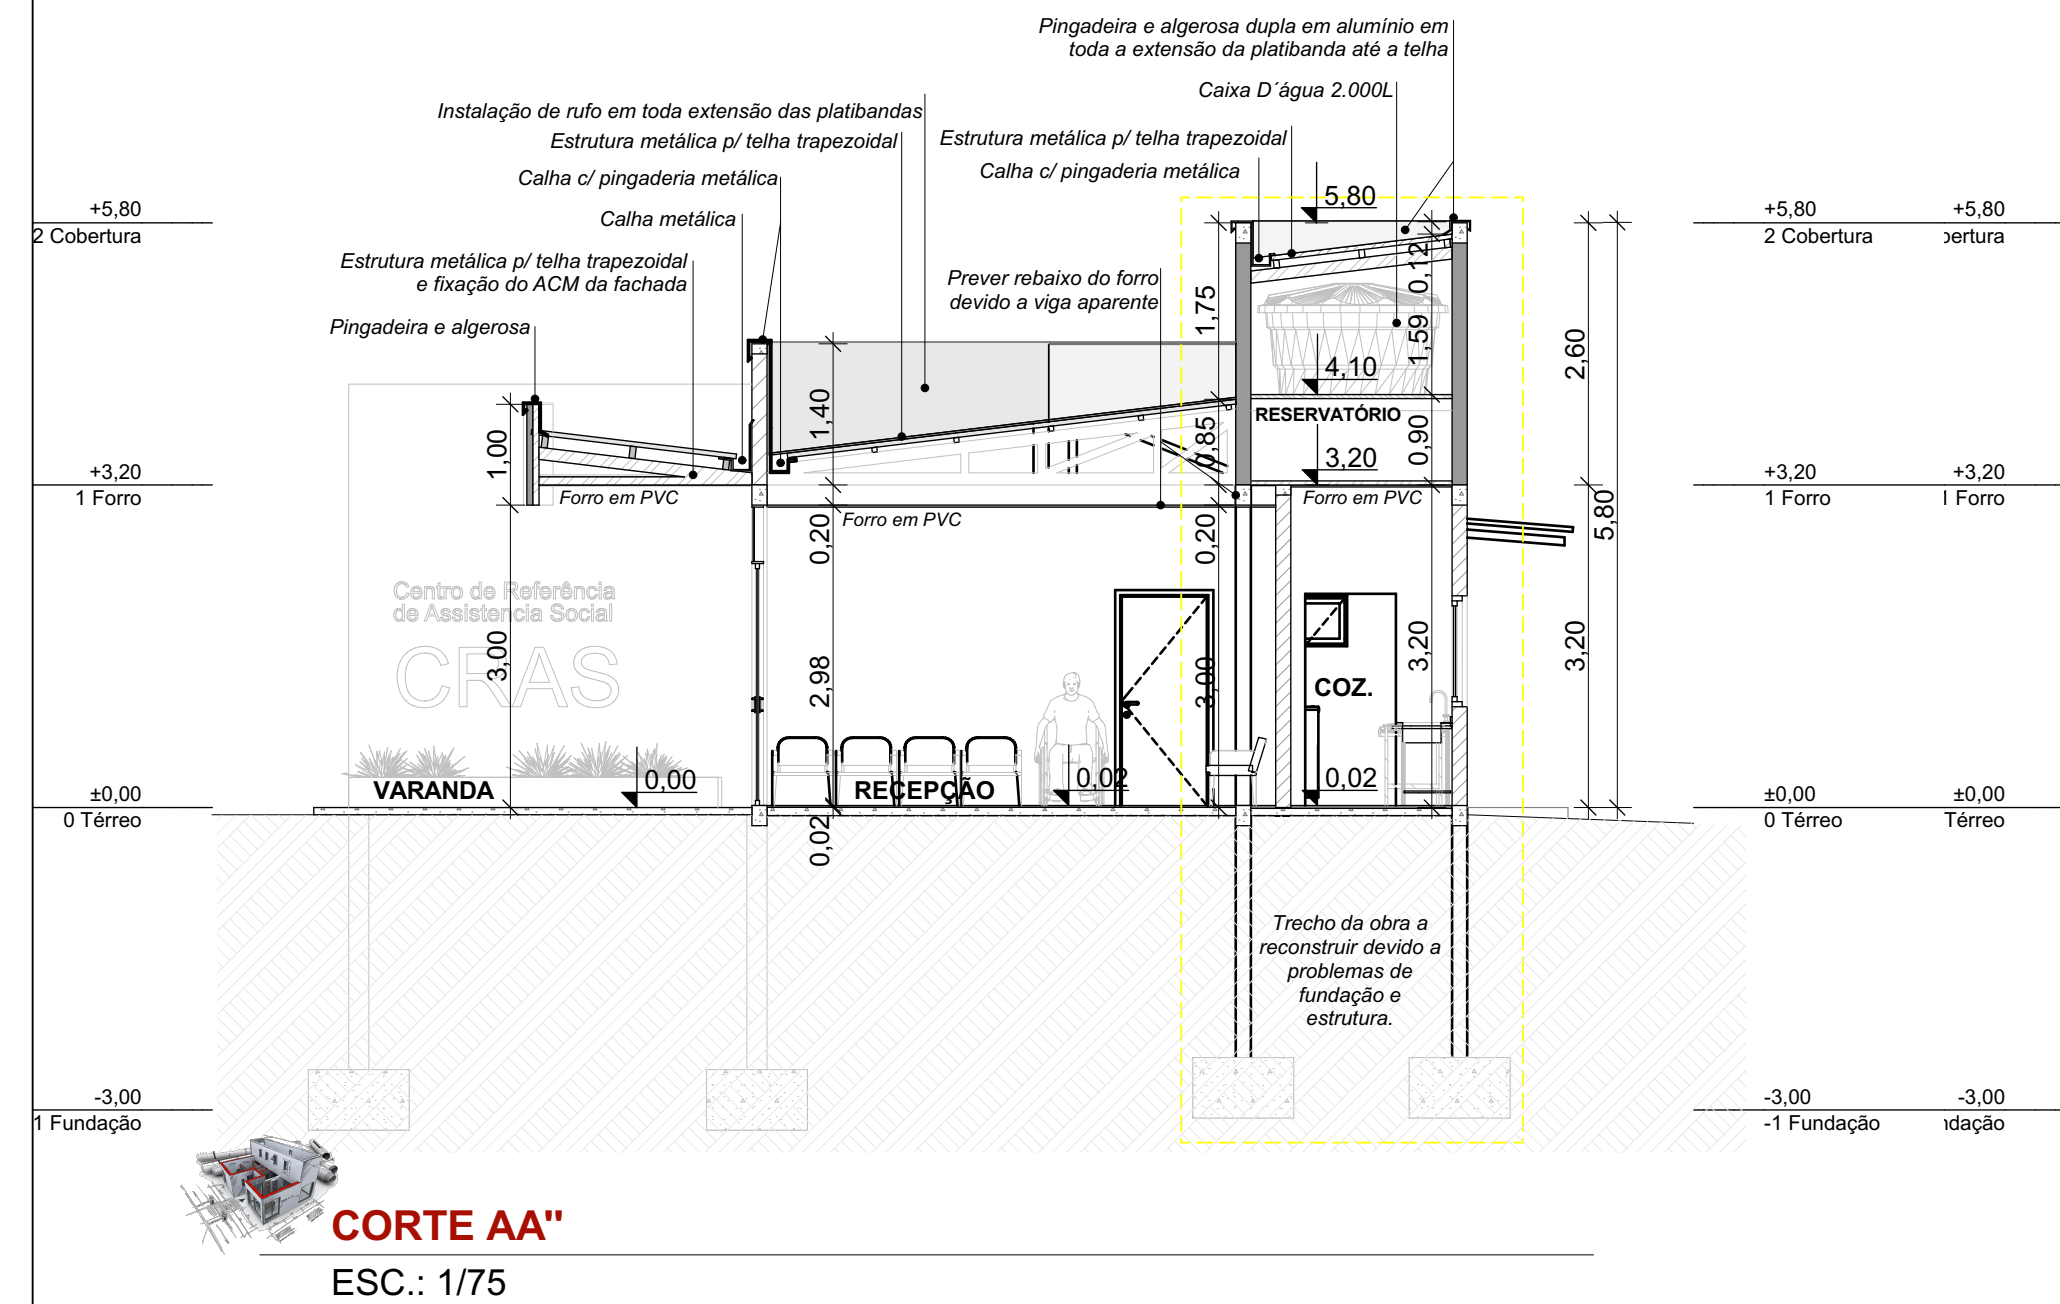 Pingadeira e algerosa dupla em alumínio em
toda a extensão da platibanda até a telha
Caixa D´água 2.000L
Instalação de rufo em toda extensão das platibandas
Estrutura metálica p/ telha trapezoidal
Estrutura metálica p/ telha trapezoidal
Calha c/ pingaderia metálica
Calha c/ pingaderia metálica
Calha metálica
Estrutura metálica p/ telha trapezoidal
e fixação do ACM da fachada
Prever rebaixo do forro
devido a viga aparente
Pingadeira e algerosa
+5,80
2 Cobertura
5,80
+5,80
2 Cobertura
+5,80
bertura
0,12
1,75
1,59
2,60
4,10
1,40
RESERVATÓRIO
1,00
0,85
0,90
3,20
+3,20
1 Forro
+3,20
1 Forro
+3,20
Forro
Forro em PVC
Forro em PVC
Forro em PVC
0,20
0,20
5,80
Centro de Referência
de Assistencia Social
CRAS
3,00
2,98
3,00
3,20
3,20
COZ.
VARANDA
0,00
RECEPÇÃO
0,02
0,02
±0,00
0 Térreo
±0,00
0 Térreo
±0,00
Térreo
0,02
Trecho da obra a
reconstruir devido a
problemas de
fundação e
estrutura.
-3,00
1 Fundação
-3,00
-1 Fundação
-3,00
dação
CORTE AA"
ESC.: 1/75